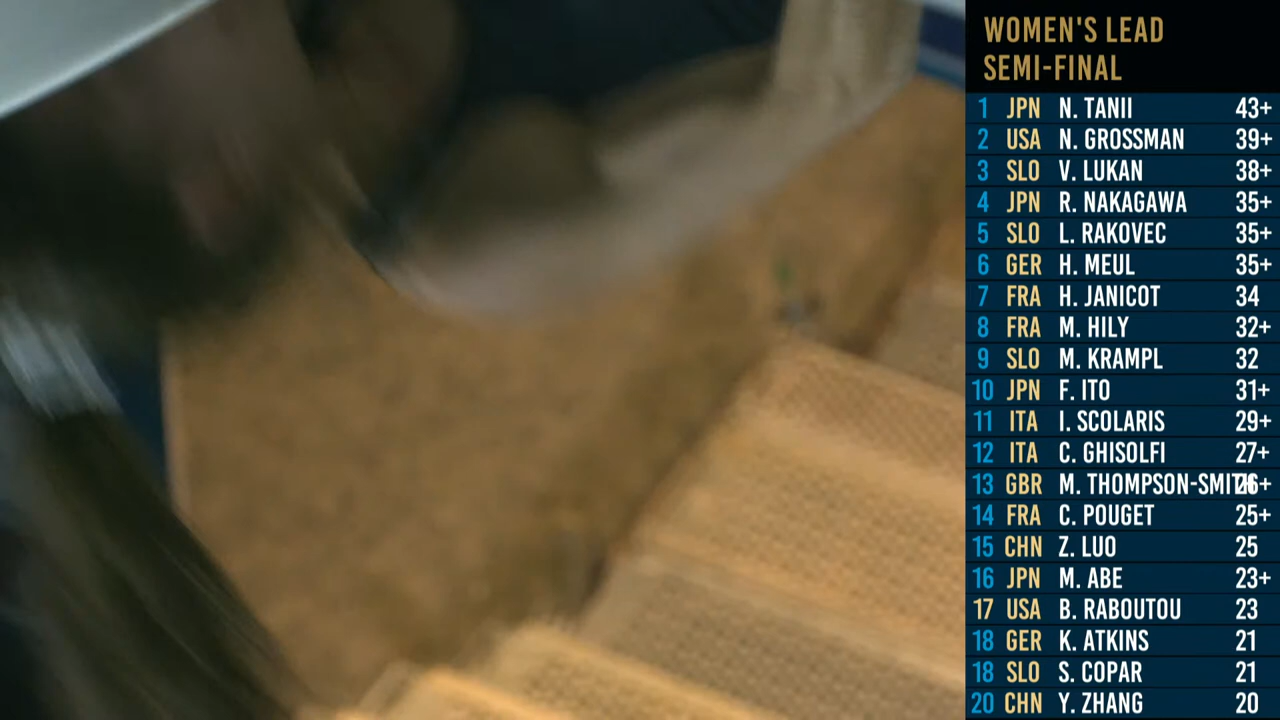 WOMEN'S LEAD
SEMI-FINAL
1 JPN N. TANII 43+
2 USA N. GROSSMAN 39+
3 SLO V. LUKAN 38+
4 JPN R. NAKAGAWA 35+
5 SLO L. RAKOVEC 35+
6 GER H. MEUL 35+
7 FRA H. JANICOT 34
8 FRA M. HILY 32+
9 SLO M. KRAMPL 32
10 JPN F. ITO 31+
11 ITA I. SCOLARIS 29+
12 ITA C. GHISOLFI 27+
13 GBR M. THOMPSON-SMITH 26+
14 FRA C. POUGET 25+
15 CHN Z. LUO 25
16 JPN M. ABE 23+
17 USA B. RABOUTOU 23
18 GER K. ATKINS 21
18 SLO S. COPAR 21
20 CHN Y. ZHANG 20